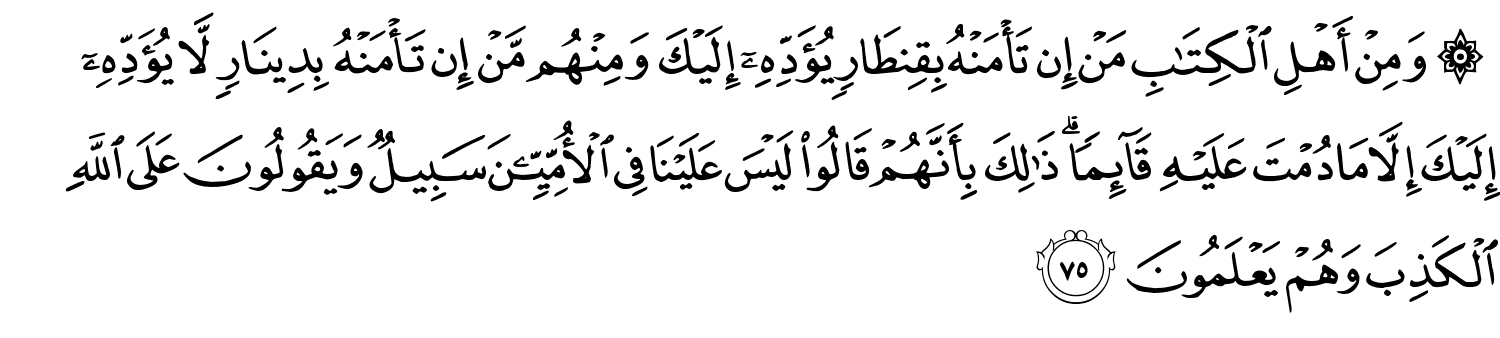 ۞ وَمِنْ أَهْلِ ٱلْكِتَـٰبِ مَنْ إِن تَأْمَنْهُ بِقِنطَارٍ يُؤَدِّهِۦٓ إِلَيْكَ وَمِنْهُم مَّنْ إِن تَأْمَنْهُ بِدِينَارٍ لَّا يُؤَدِّهِۦٓ
إِلَيْكَ إِلَّا مَا دُمْتَ عَلَيْهِ قَآئِمًا ۗ ذَٰلِكَ بِأَنَّهُمْ قَالُوا۟ لَيْسَ عَلَيْنَا فِى ٱلْأُمِّيِّـۧنَ سَبِيلٌ وَيَقُولُونَ عَلَى ٱللَّهِ
ٱلْكَذِبَ وَهُمْ يَعْلَمُونَ ٧٥